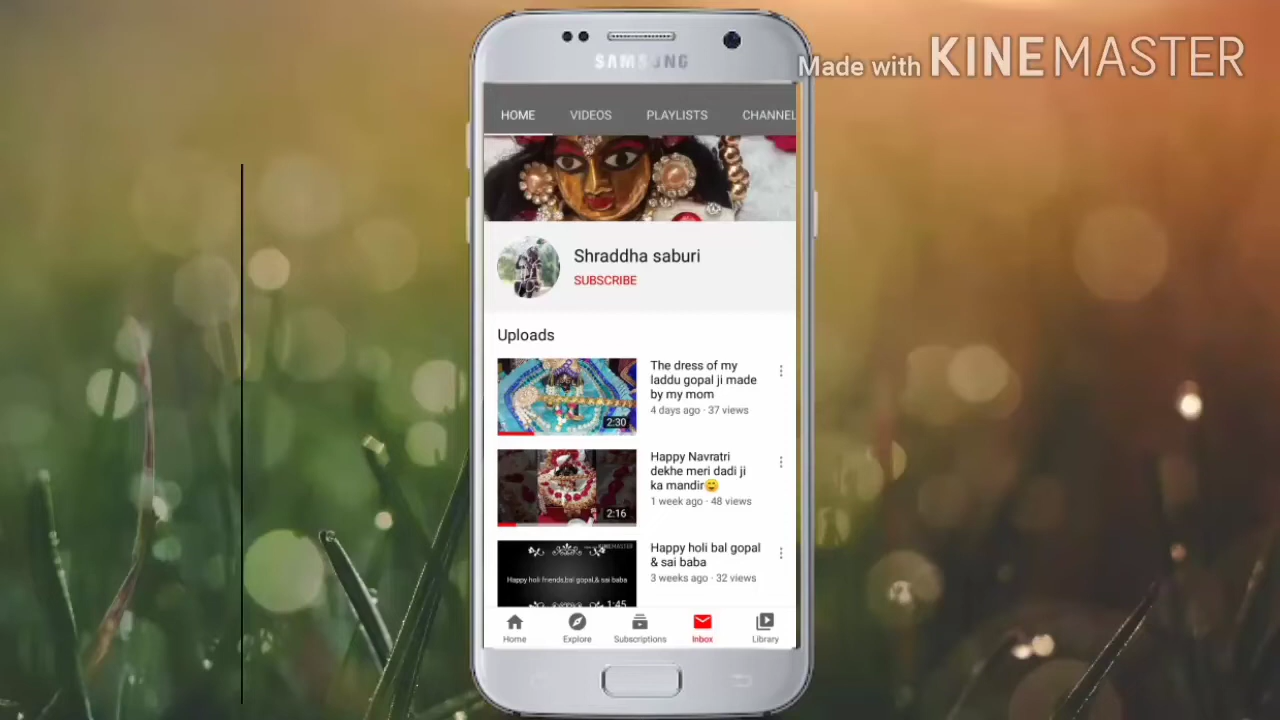 Made with KINEMASTER
SAMSUNG
HOME VIDEOS PLAYLISTS CHANNEL
Shraddha saburi
SUBSCRIBE
Uploads
The dress of my
laddu gopal ji made
by my mom
4 days ago · 37 views
2:30
Happy Navratri
dekhe meri dadi ji
ka mandir😄
1 week ago · 48 views
2:16
Happy holi bal gopal
& sai baba
3 weeks ago · 32 views
KINEMASTER
Happy holi friends,bal gopal,& sai baba
1:45
Home Explore Subscriptions Inbox Library